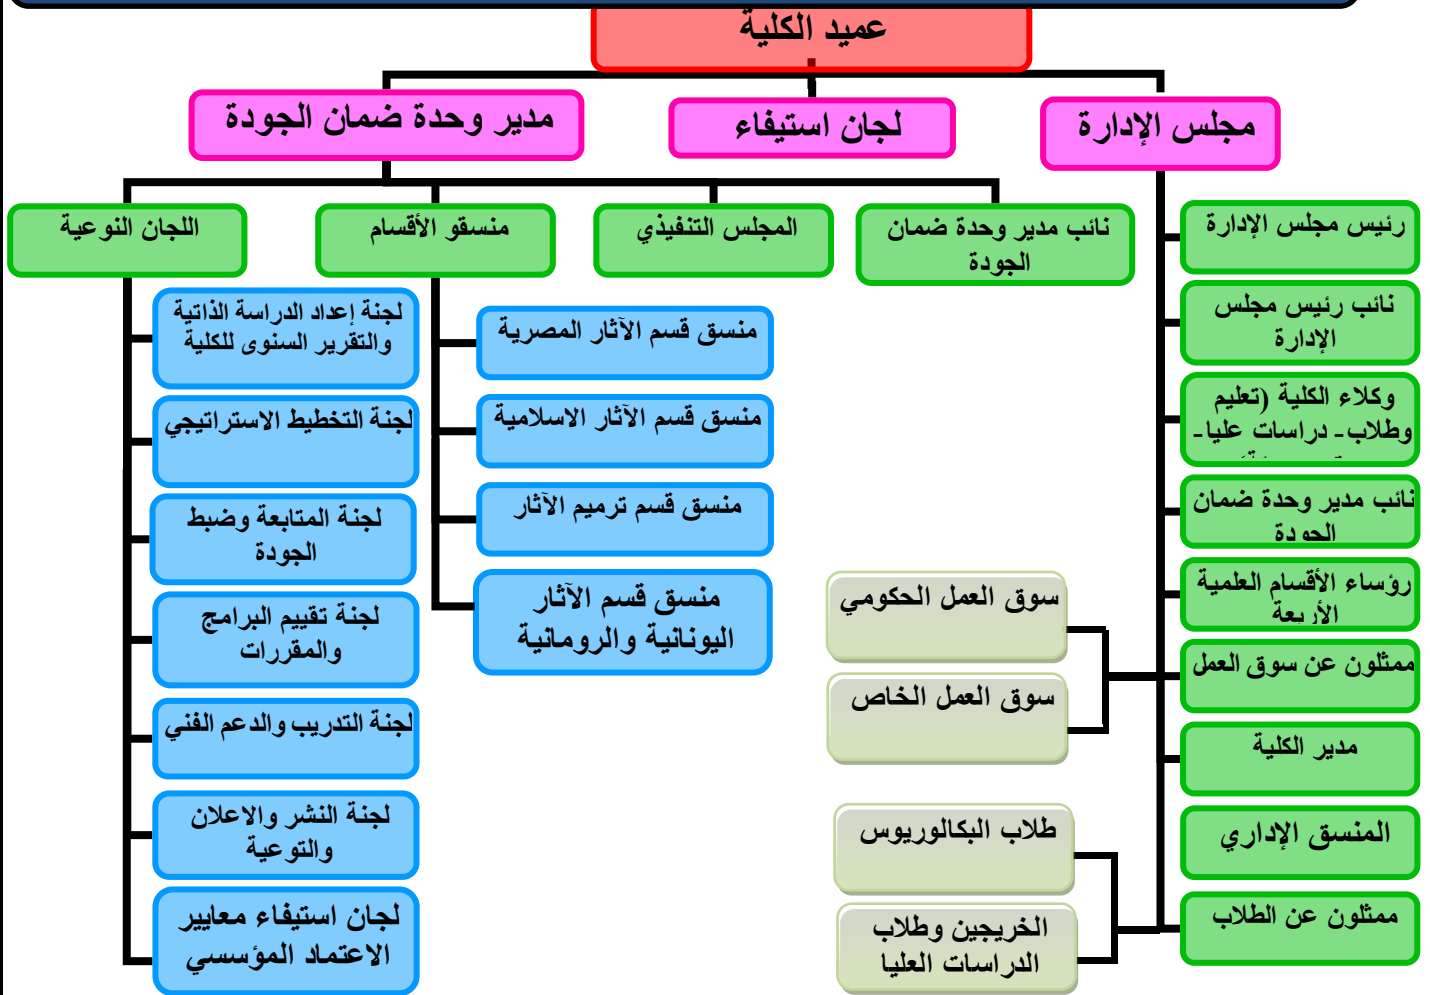 عميد الكلية
مجلس الإدارة
لجان استيفاء
مدير وحدة ضمان الجودة
رئيس مجلس الإدارة
نائب رئيس مجلس
الإدارة
وكلاء الكلية (تعليم
وطلاب- دراسات عليا-
نائب مدير وحدة ضمان
الجودة
رؤساء الأقسام العلمية
الأربعة
ممثلون عن سوق العمل
مدير الكلية
المنسق الإداري
ممثلون عن الطلاب
سوق العمل الحكومي
سوق العمل الخاص
طلاب البكالوريوس
الخريجين وطلاب
الدراسات العليا
نائب مدير وحدة ضمان
الجودة
المجلس التنفيذي
منسقو الأقسام
اللجان النوعية
منسق قسم الآثار المصرية
منسق قسم الآثار الاسلامية
منسق قسم ترميم الآثار
منسق قسم الآثار
اليونانية والرومانية
لجنة إعداد الدراسة الذاتية
والتقرير السنوى للكلية
لجنة التخطيط الاستراتيجي
لجنة المتابعة وضبط
الجودة
لجنة تقييم البرامج
والمقررات
لجنة التدريب والدعم الفني
لجنة النشر والاعلان
والتوعية
لجان استيفاء معايير
الاعتماد المؤسسي